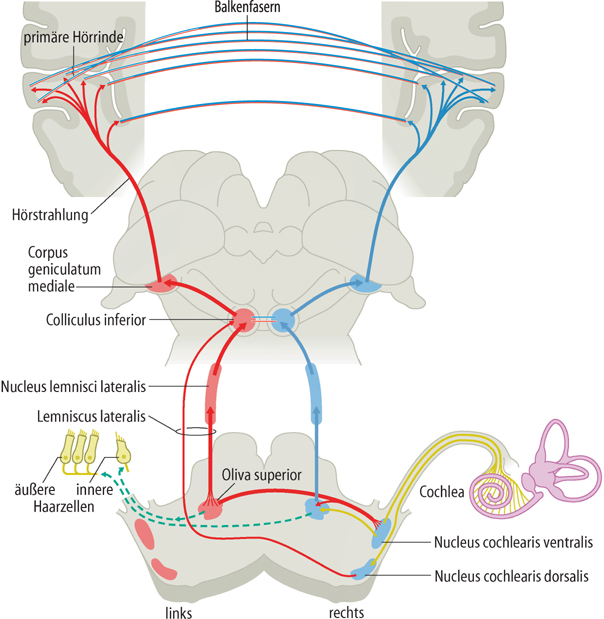 Balkenfasern
primäre Hörrinde
Hörstrahlung
Corpus
geniculatum
mediale
Colliculus inferior
Nucleus lemnisci lateralis
Lemniscus lateralis
äußere
innere
Haarzellen
Oliva superior
Cochlea
Nucleus cochlearis ventralis
Nucleus cochlearis dorsalis
links
rechts